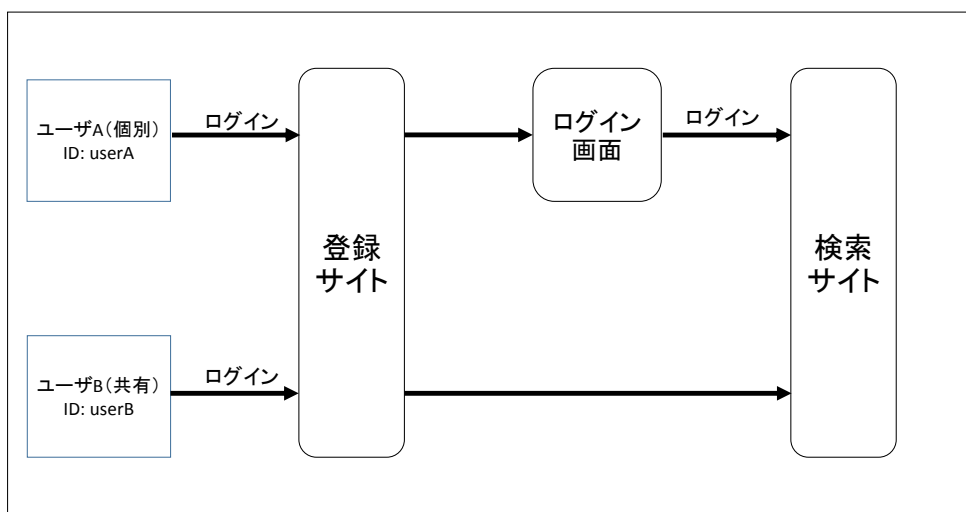 ユーザA(個別)
ID: userA
ログイン
ログイン
画面
ログイン
登録
サイト
検索
サイト
ユーザB(共有)
ID: userB
ログイン